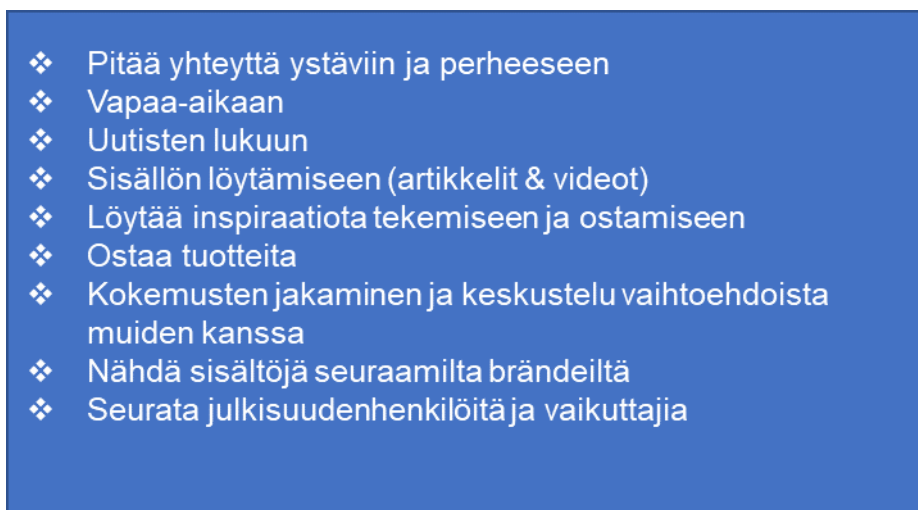 ❖ Pitää yhteyttä ystäviin ja perheeseen
❖ Vapaa-aikaan
❖ Uutisten lukuun
❖ Sisällön löytämiseen (artikkelit & videot)
❖ Löytää inspiraatiota tekemiseen ja ostamiseen
❖ Ostaa tuotteita
❖ Kokemusten jakaminen ja keskustelu vaihtoehdoista
muiden kanssa
❖ Nähdä sisältöjä seuraamilta brändeiltä
❖ Seurata julkisuudenhenkilöitä ja vaikuttajia